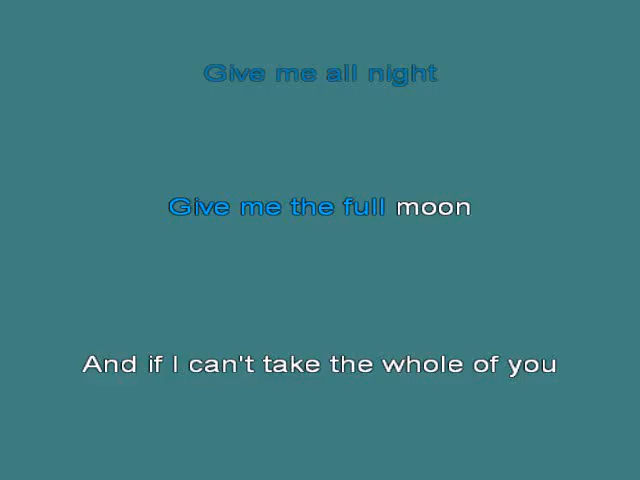 Give me all night
Give me the full moon
And if I can't take the whole of you